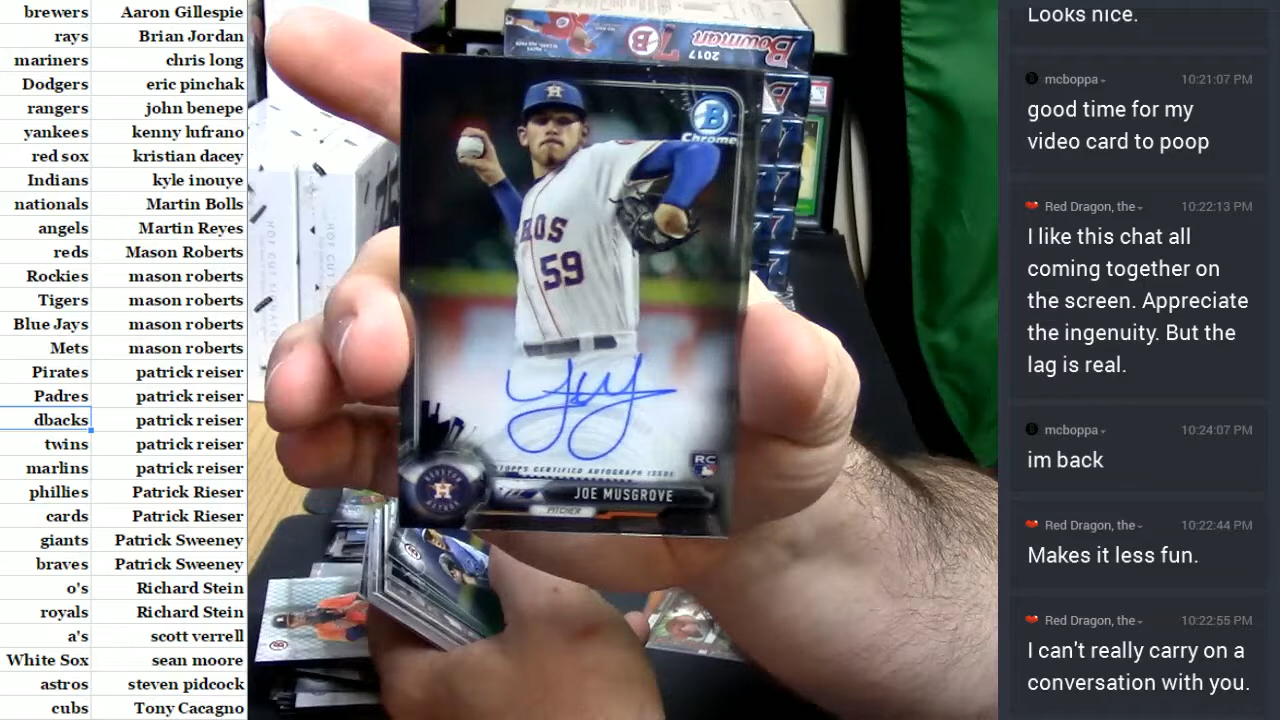 brewers Aaron Gillespie
rays Brian Jordan
mariners chris long
Dodgers eric pinchak
rangers john benepe
yankees kenny lufrano
red sox kristian dacey
Indians kyle inouye
nationals Martin Bolls
angels Martin Reyes
reds Mason Roberts
Rockies mason roberts
Tigers mason roberts
Blue Jays mason roberts
Mets mason roberts
Pirates patrick reiser
Padres patrick reiser
dbacks patrick reiser
twins patrick reiser
marlins patrick reiser
phillies Patrick Rieser
cards Patrick Rieser
giants Patrick Sweeney
braves Patrick Sweeney
o's Richard Stein
royals Richard Stein
a's scott verrell
White Sox sean moore
astros steven pidcock
cubs Tony Cacagno
2017 Bowman
B
Chrome
H
ROS
59
TOPPS CERTIFIED AUTOGRAPH ISSUE
RC
JOE MUSGROVE
PITCHER
Looks nice.
mcboppa 10:21:07 PM
good time for my
video card to poop
Red Dragon, the 10:22:13 PM
I like this chat all
coming together on
the screen. Appreciate
the ingenuity. But the
lag is real.
mcboppa 10:24:07 PM
im back
Red Dragon, the 10:22:44 PM
Makes it less fun.
Red Dragon, the 10:22:55 PM
I can't really carry on a
conversation with you.